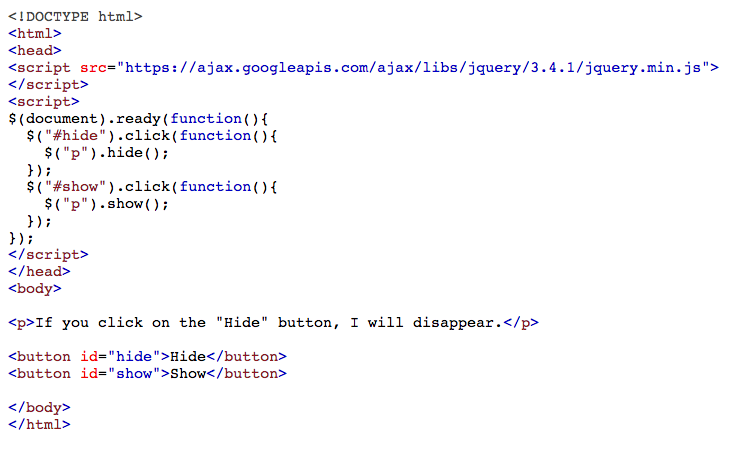 <!DOCTYPE html>
<html>
<head>
<script src="https://ajax.googleapis.com/ajax/libs/jquery/3.4.1/jquery.min.js">
</script>
<script>
$(document).ready(function(){
  $("#hide").click(function(){
    $("p").hide();
  });
  $("#show").click(function(){
    $("p").show();
  });
});
</script>
</head>
<body>

<p>If you click on the "Hide" button, I will disappear.</p>

<button id="hide">Hide</button>
<button id="show">Show</button>

</body>
</html>